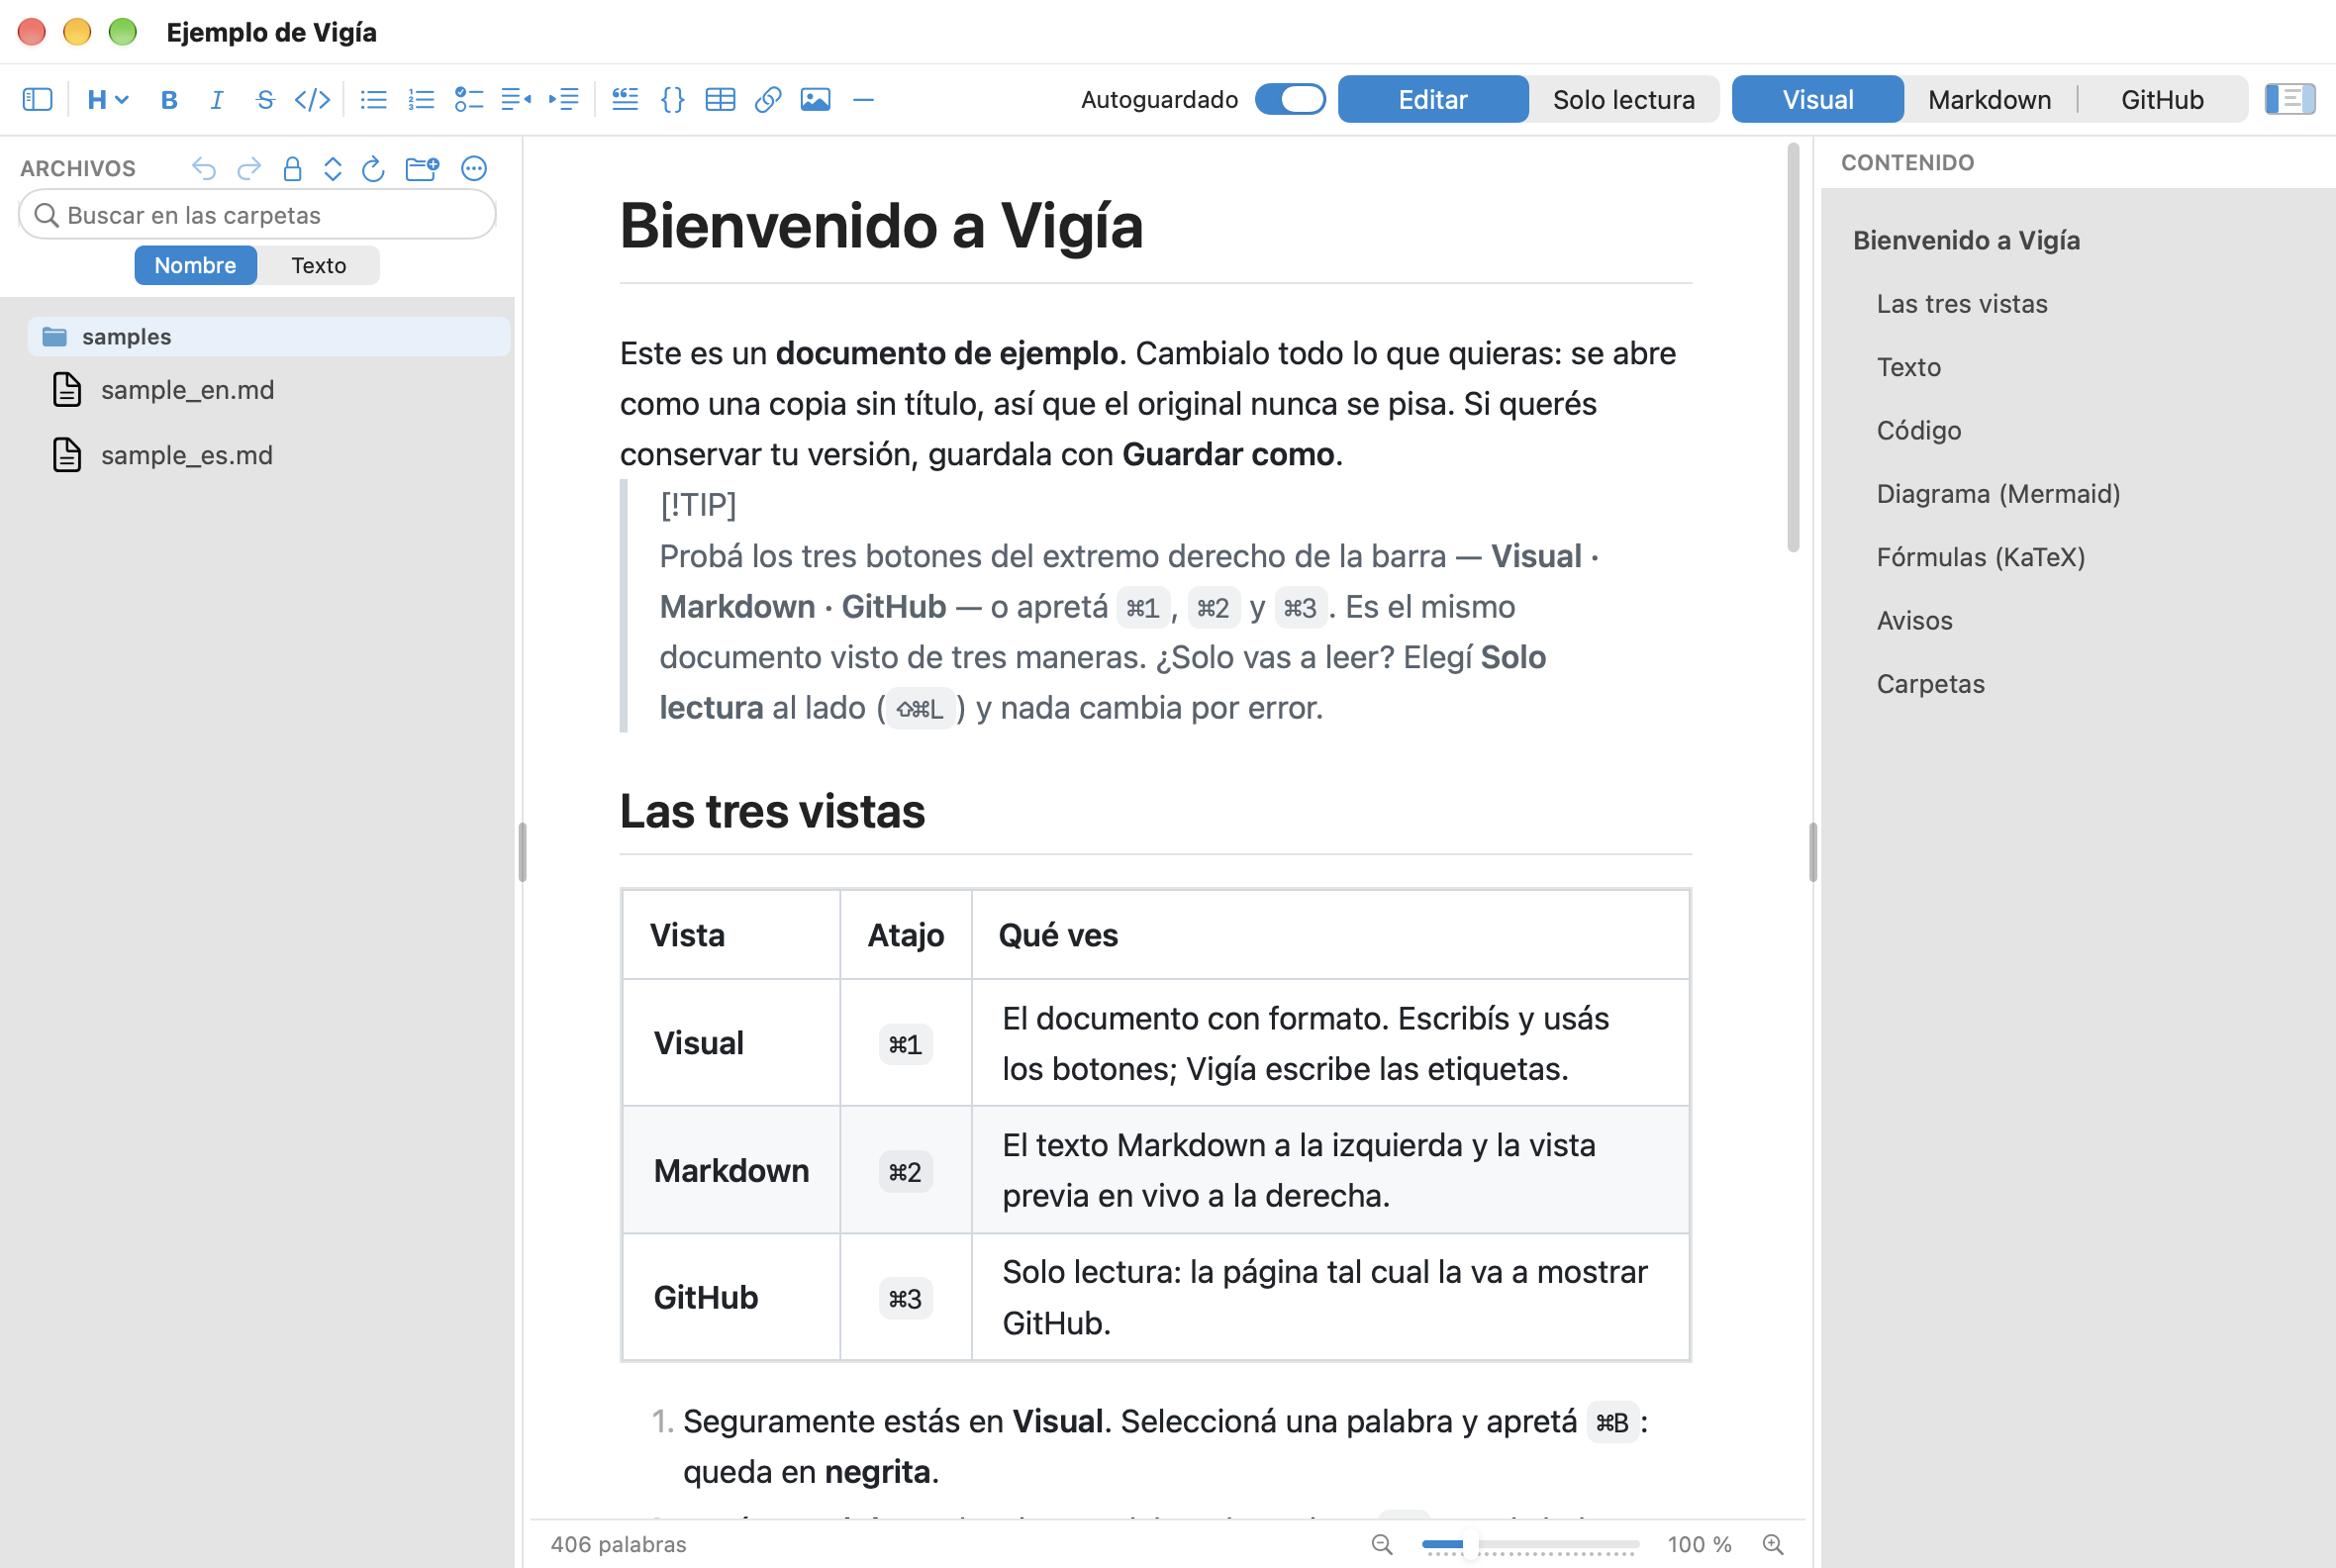 Ejemplo de Vigía
H B I S </>
Autoguardado Editar Solo lectura Visual Markdown GitHub
ARCHIVOS
Buscar en las carpetas
Nombre Texto
samples
sample_en.md
sample_es.md
Bienvenido a Vigía
Este es un documento de ejemplo. Cambialo todo lo que quieras: se abre
como una copia sin título, así que el original nunca se pisa. Si querés
conservar tu versión, guardala con Guardar como.
[!TIP]
Probá los tres botones del extremo derecho de la barra — Visual ·
Markdown · GitHub — o apretá ⌘1, ⌘2 y ⌘3. Es el mismo
documento visto de tres maneras. ¿Solo vas a leer? Elegí Solo
lectura al lado (⇧⌘L) y nada cambia por error.
Las tres vistas
Vista Atajo Qué ves
Visual ⌘1 El documento con formato. Escribís y usás
los botones; Vigía escribe las etiquetas.
Markdown ⌘2 El texto Markdown a la izquierda y la vista
previa en vivo a la derecha.
GitHub ⌘3 Solo lectura: la página tal cual la va a mostrar
GitHub.
1. Seguramente estás en Visual. Seleccioná una palabra y apretá ⌘B:
queda en negrita.
406 palabras
100 %
CONTENIDO
Bienvenido a Vigía
Las tres vistas
Texto
Código
Diagrama (Mermaid)
Fórmulas (KaTeX)
Avisos
Carpetas